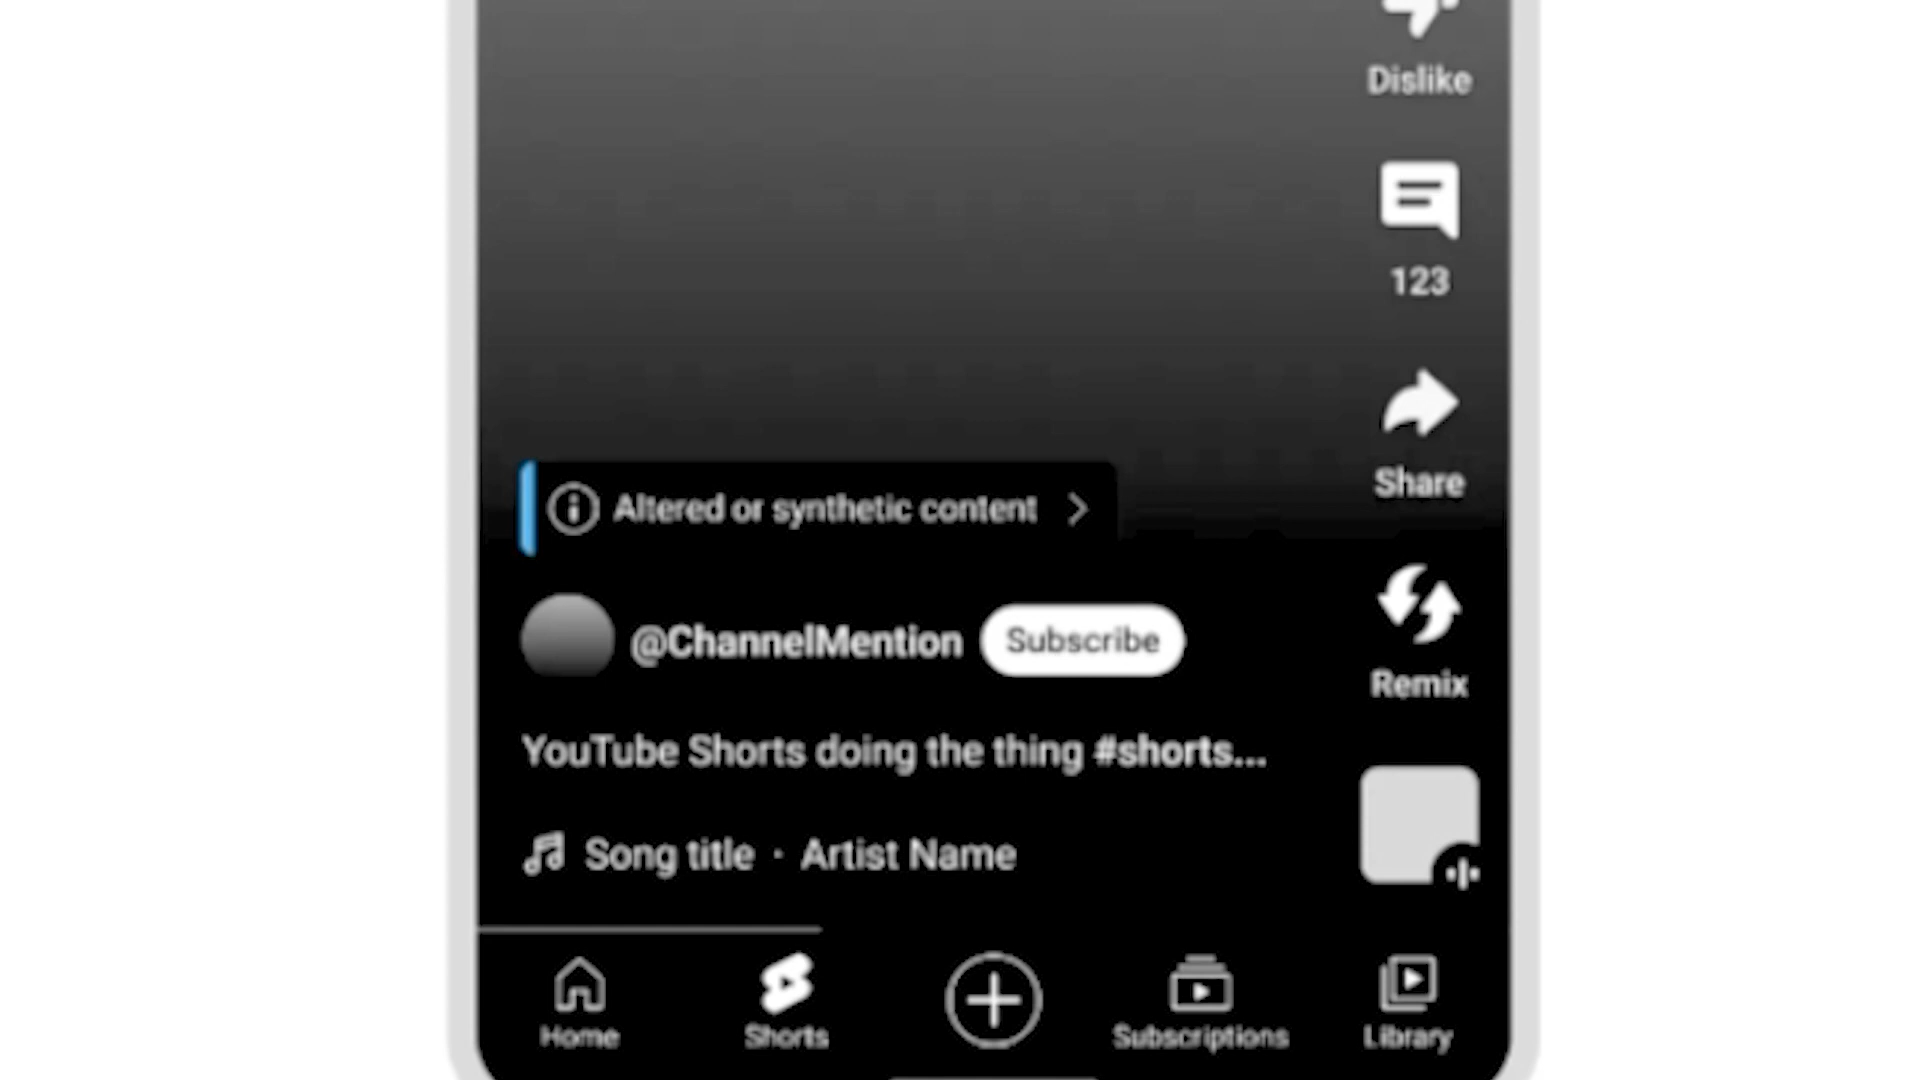 Dislike
123
Share
Altered or synthetic content
@ChannelMention Subscribe
Remix
YouTube Shorts doing the thing #shorts...
Song title · Artist Name
Home Shorts Subscriptions Library